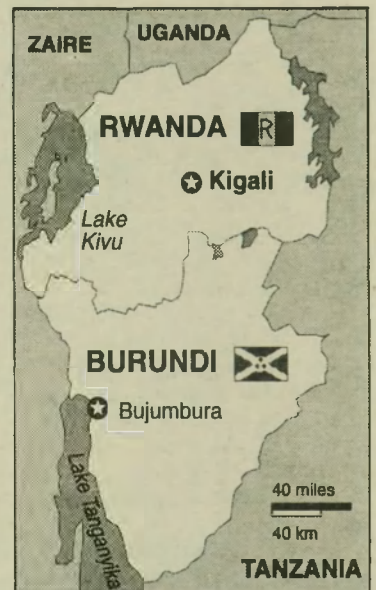 ZAIRE
UGANDA
RWANDA R
Kigali
Lake
Kivu
BURUNDI
Bujumbura
Lake Tanganyika
40 miles
40 km
TANZANIA